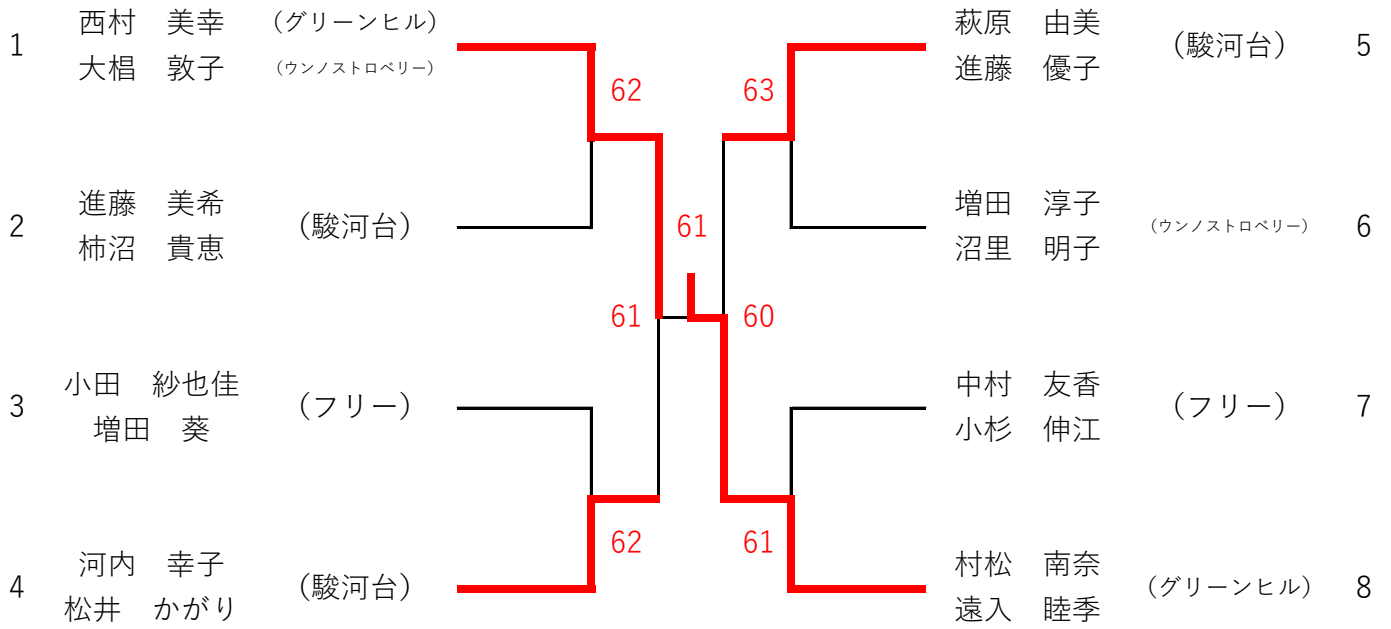 1
西村 美幸 (グリーンヒル)
大椙 敦子 (ウンノストロベリー)
62
2
進藤 美希
柿沼 貴恵
(駿河台)
61
3
小田 紗也佳
増田 葵
(フリー)
62
4
河内 幸子
松井 かがり
(駿河台)
61
萩原 由美
進藤 優子
(駿河台)
5
63
増田 淳子
沼里 明子
(ウンノストロベリー)
6
60
中村 友香
小杉 伸江
(フリー)
7
61
村松 南奈
遠入 睦季
(グリーンヒル)
8